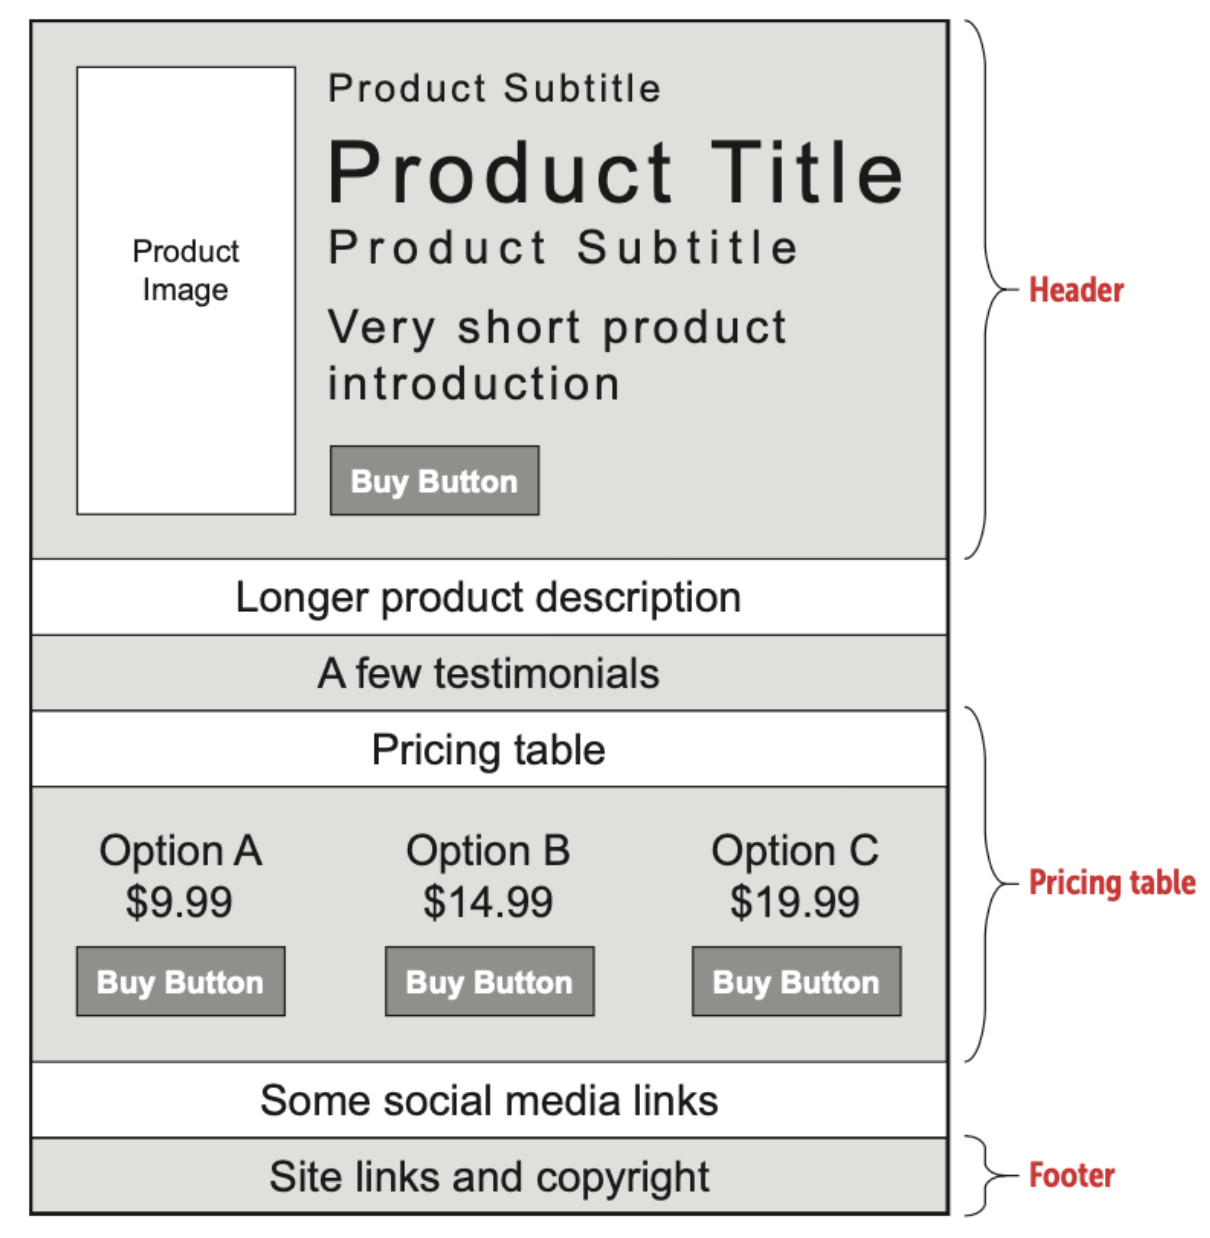 Product Subtitle
Product Title
Product Subtitle
Very short product
introduction
Product
Image
Buy Button
Header
Longer product description
A few testimonials
Pricing table
Option A
$9.99
Buy Button
Option B
$14.99
Buy Button
Option C
$19.99
Buy Button
Pricing table
Some social media links
Site links and copyright
Footer